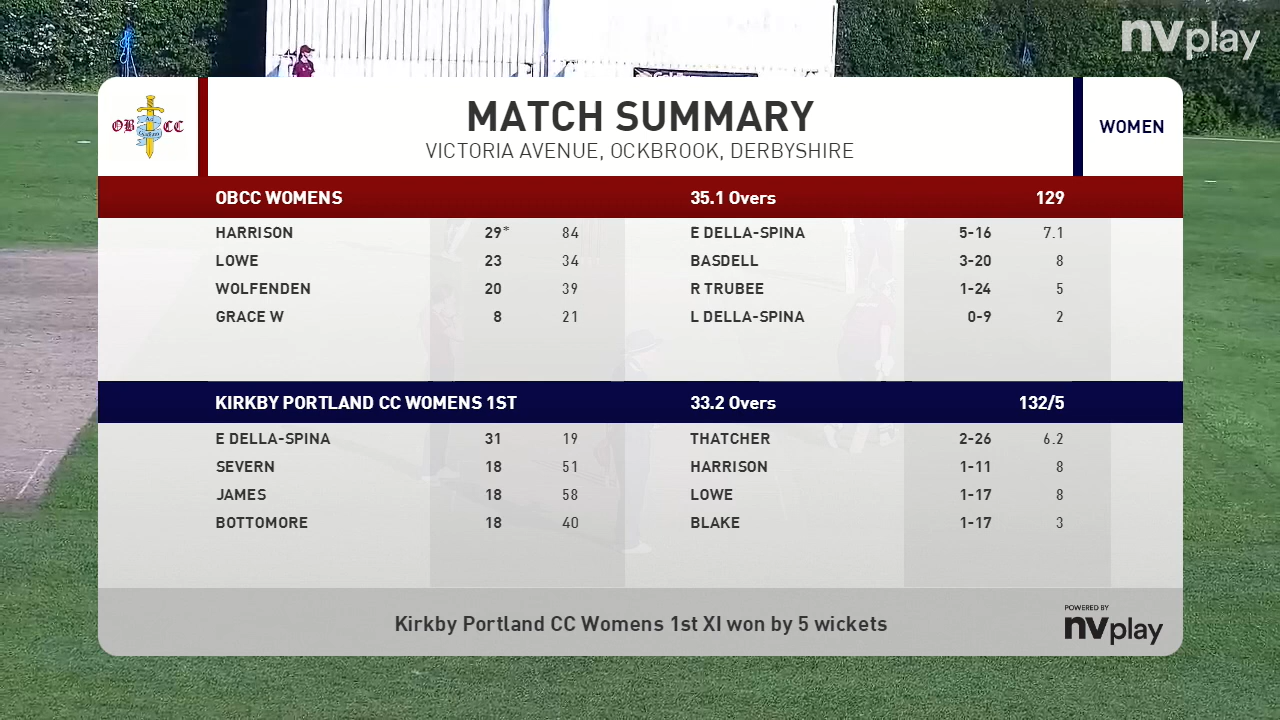 nvplay
OB CC
MATCH SUMMARY
VICTORIA AVENUE, OCKBROOK, DERBYSHIRE
WOMEN
OBCC WOMENS 35.1 Overs 129
HARRISON 29* 84 E DELLA-SPINA 5-16 7.1
LOWE 23 34 BASDELL 3-20 8
WOLFENDEN 20 39 R TRUBEE 1-24 5
GRACE W 8 21 L DELLA-SPINA 0-9 2
KIRKBY PORTLAND CC WOMENS 1ST 33.2 Overs 132/5
E DELLA-SPINA 31 19 THATCHER 2-26 6.2
SEVERN 18 51 HARRISON 1-11 8
JAMES 18 58 LOWE 1-17 8
BOTTOMORE 18 40 BLAKE 1-17 3
Kirkby Portland CC Womens 1st XI won by 5 wickets
POWERED BY
nvplay